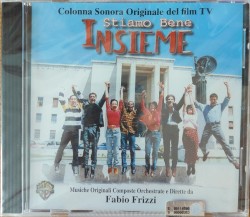 Colonna Sonora Originale del film TV
Stiamo Bene
INSIEME
Musiche Originali Composte Orchestrate e Dirette da
Fabio Frizzi